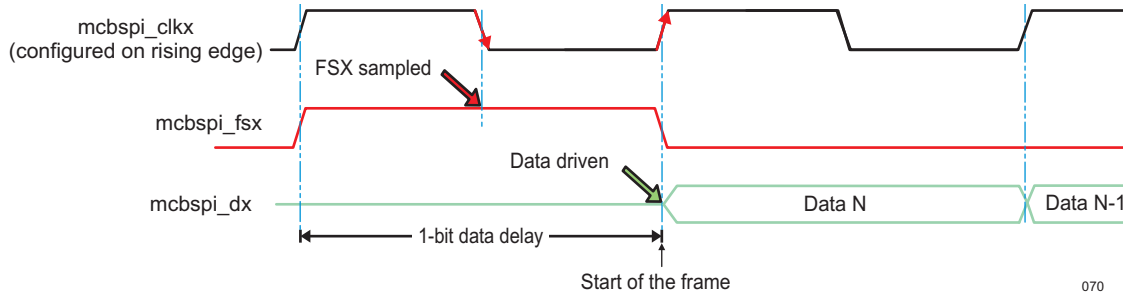 mcbspi_clkx
(configured on rising edge)
FSX sampled
mcbspi_fsx
Data driven
mcbspi_dx
Data N
Data N-1
1-bit data delay
Start of the frame
070